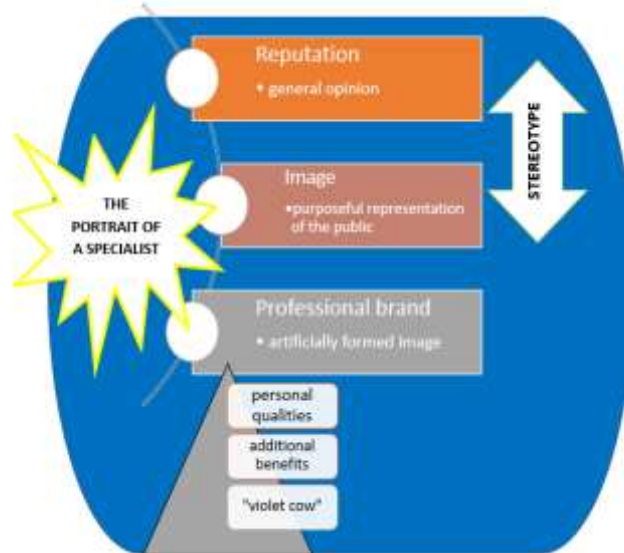 Reputation
• general opinion
Image
•purposeful representation
of the public
THE
PORTRAIT OF
A SPECIALIST
STEREOTYPE
Professional brand
• artificially formed image
personal
qualities
additional
benefits
"violet cow"